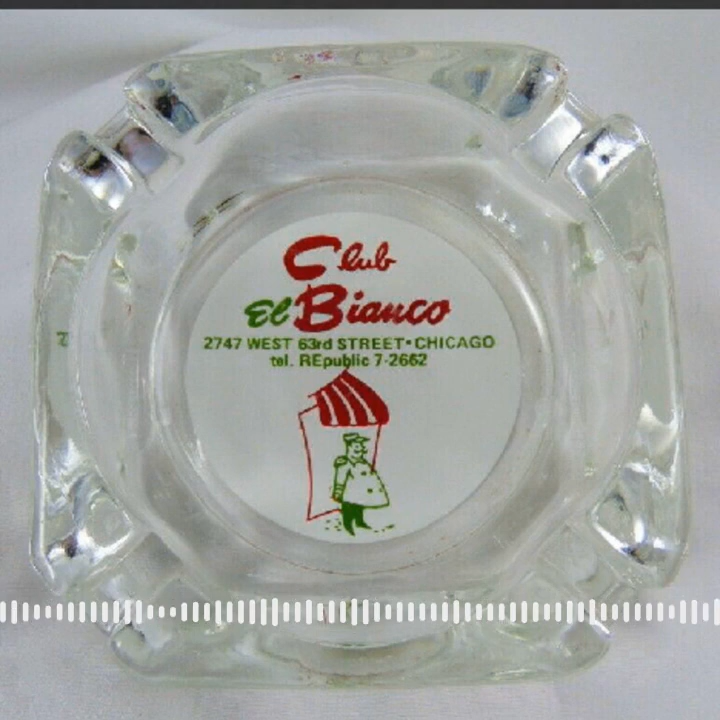 Club
El Bianco
2747 WEST 63rd STREET • CHICAGO
tel. REpublic 7-2662